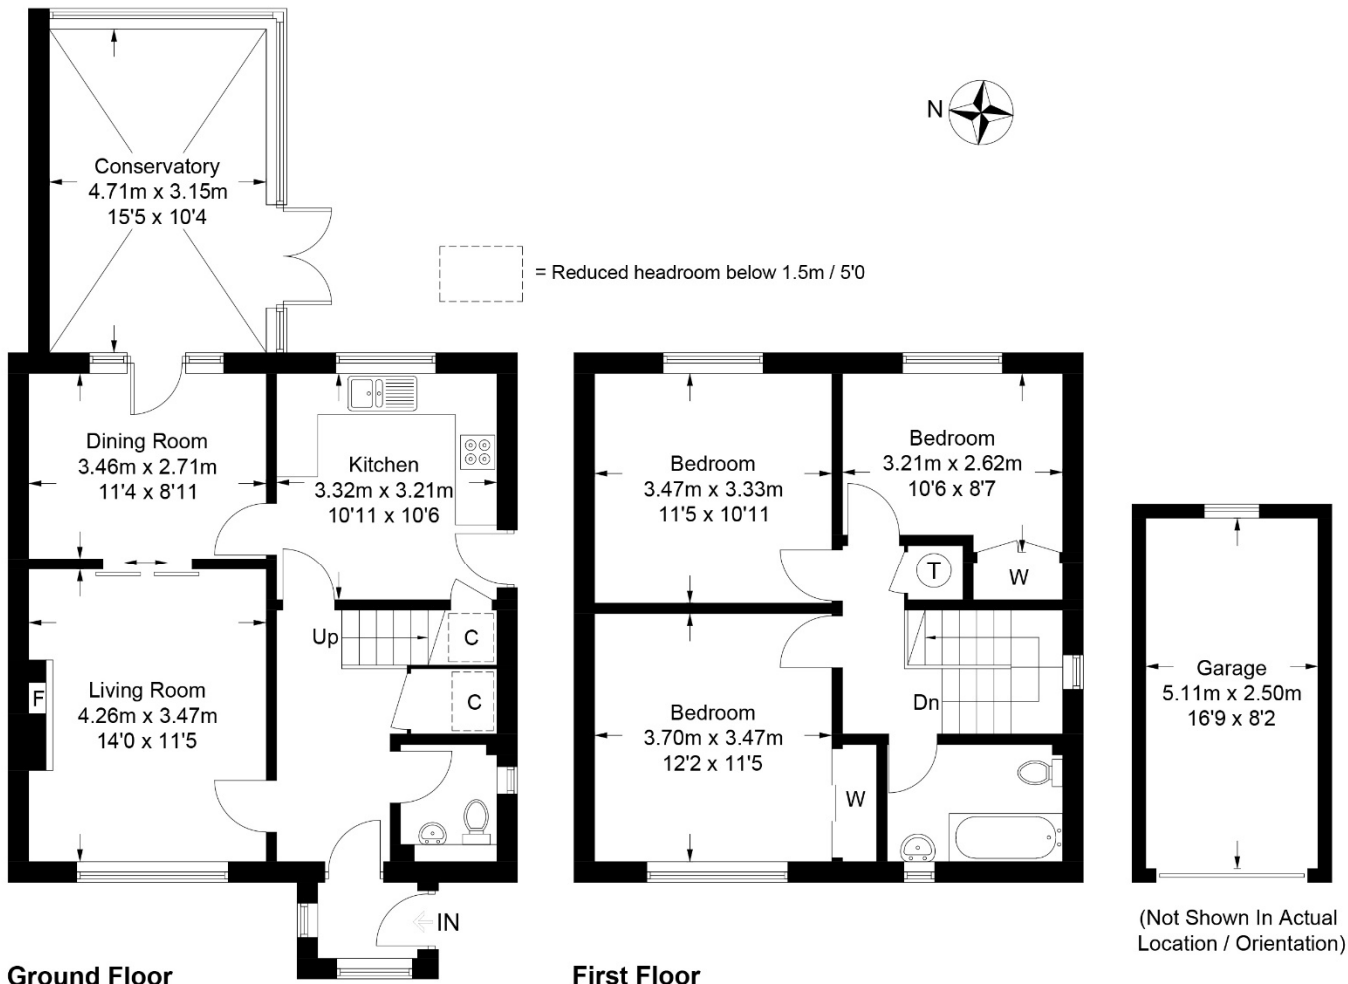 Conservatory
4.71m x 3.15m
15'5 x 10'4
N
= Reduced headroom below 1.5m / 5'0
Dining Room
3.46m x 2.71m
11'4 x 8'11
Kitchen
3.32m x 3.21m
10'11 x 10'6
Up
C
C
F
Living Room
4.26m x 3.47m
14'0 x 11'5
IN
Ground Floor
Bedroom
3.47m x 3.33m
11'5 x 10'11
Bedroom
3.21m x 2.62m
10'6 x 8'7
T
W
Dn
Bedroom
3.70m x 3.47m
12'2 x 11'5
W
First Floor
Garage
5.11m x 2.50m
16'9 x 8'2
(Not Shown In Actual
Location / Orientation)